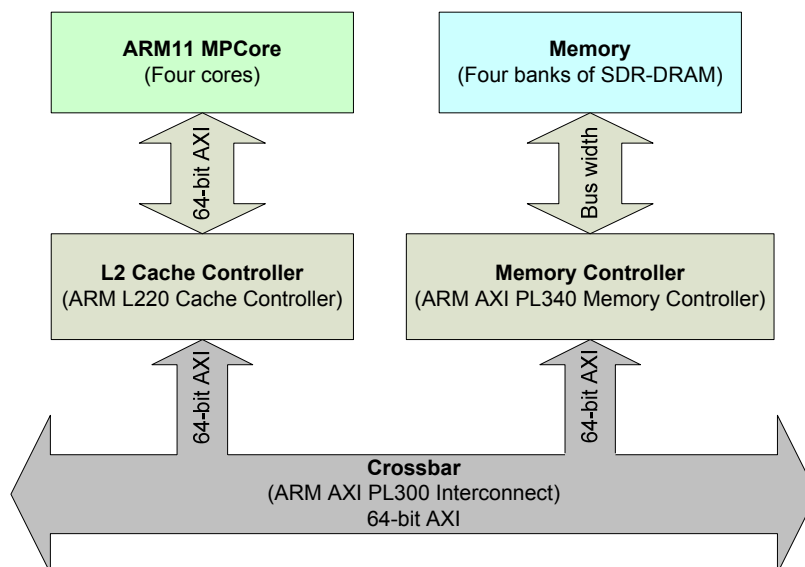 ARM11 MPCore
(Four cores)
Memory
(Four banks of SDR-DRAM)
64-bit AXI
Bus width
L2 Cache Controller
(ARM L220 Cache Controller)
Memory Controller
(ARM AXI PL340 Memory Controller)
64-bit AXI
64-bit AXI
Crossbar
(ARM AXI PL300 Interconnect)
64-bit AXI